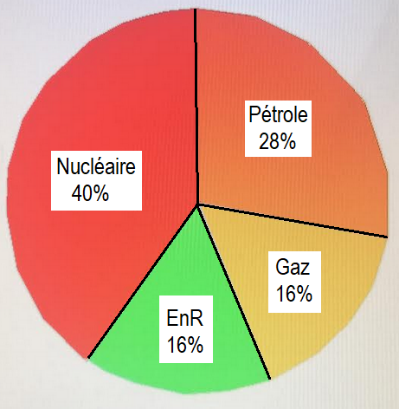 Pétrole
28%
Nucléaire
40%
Gaz
16%
EnR
16%